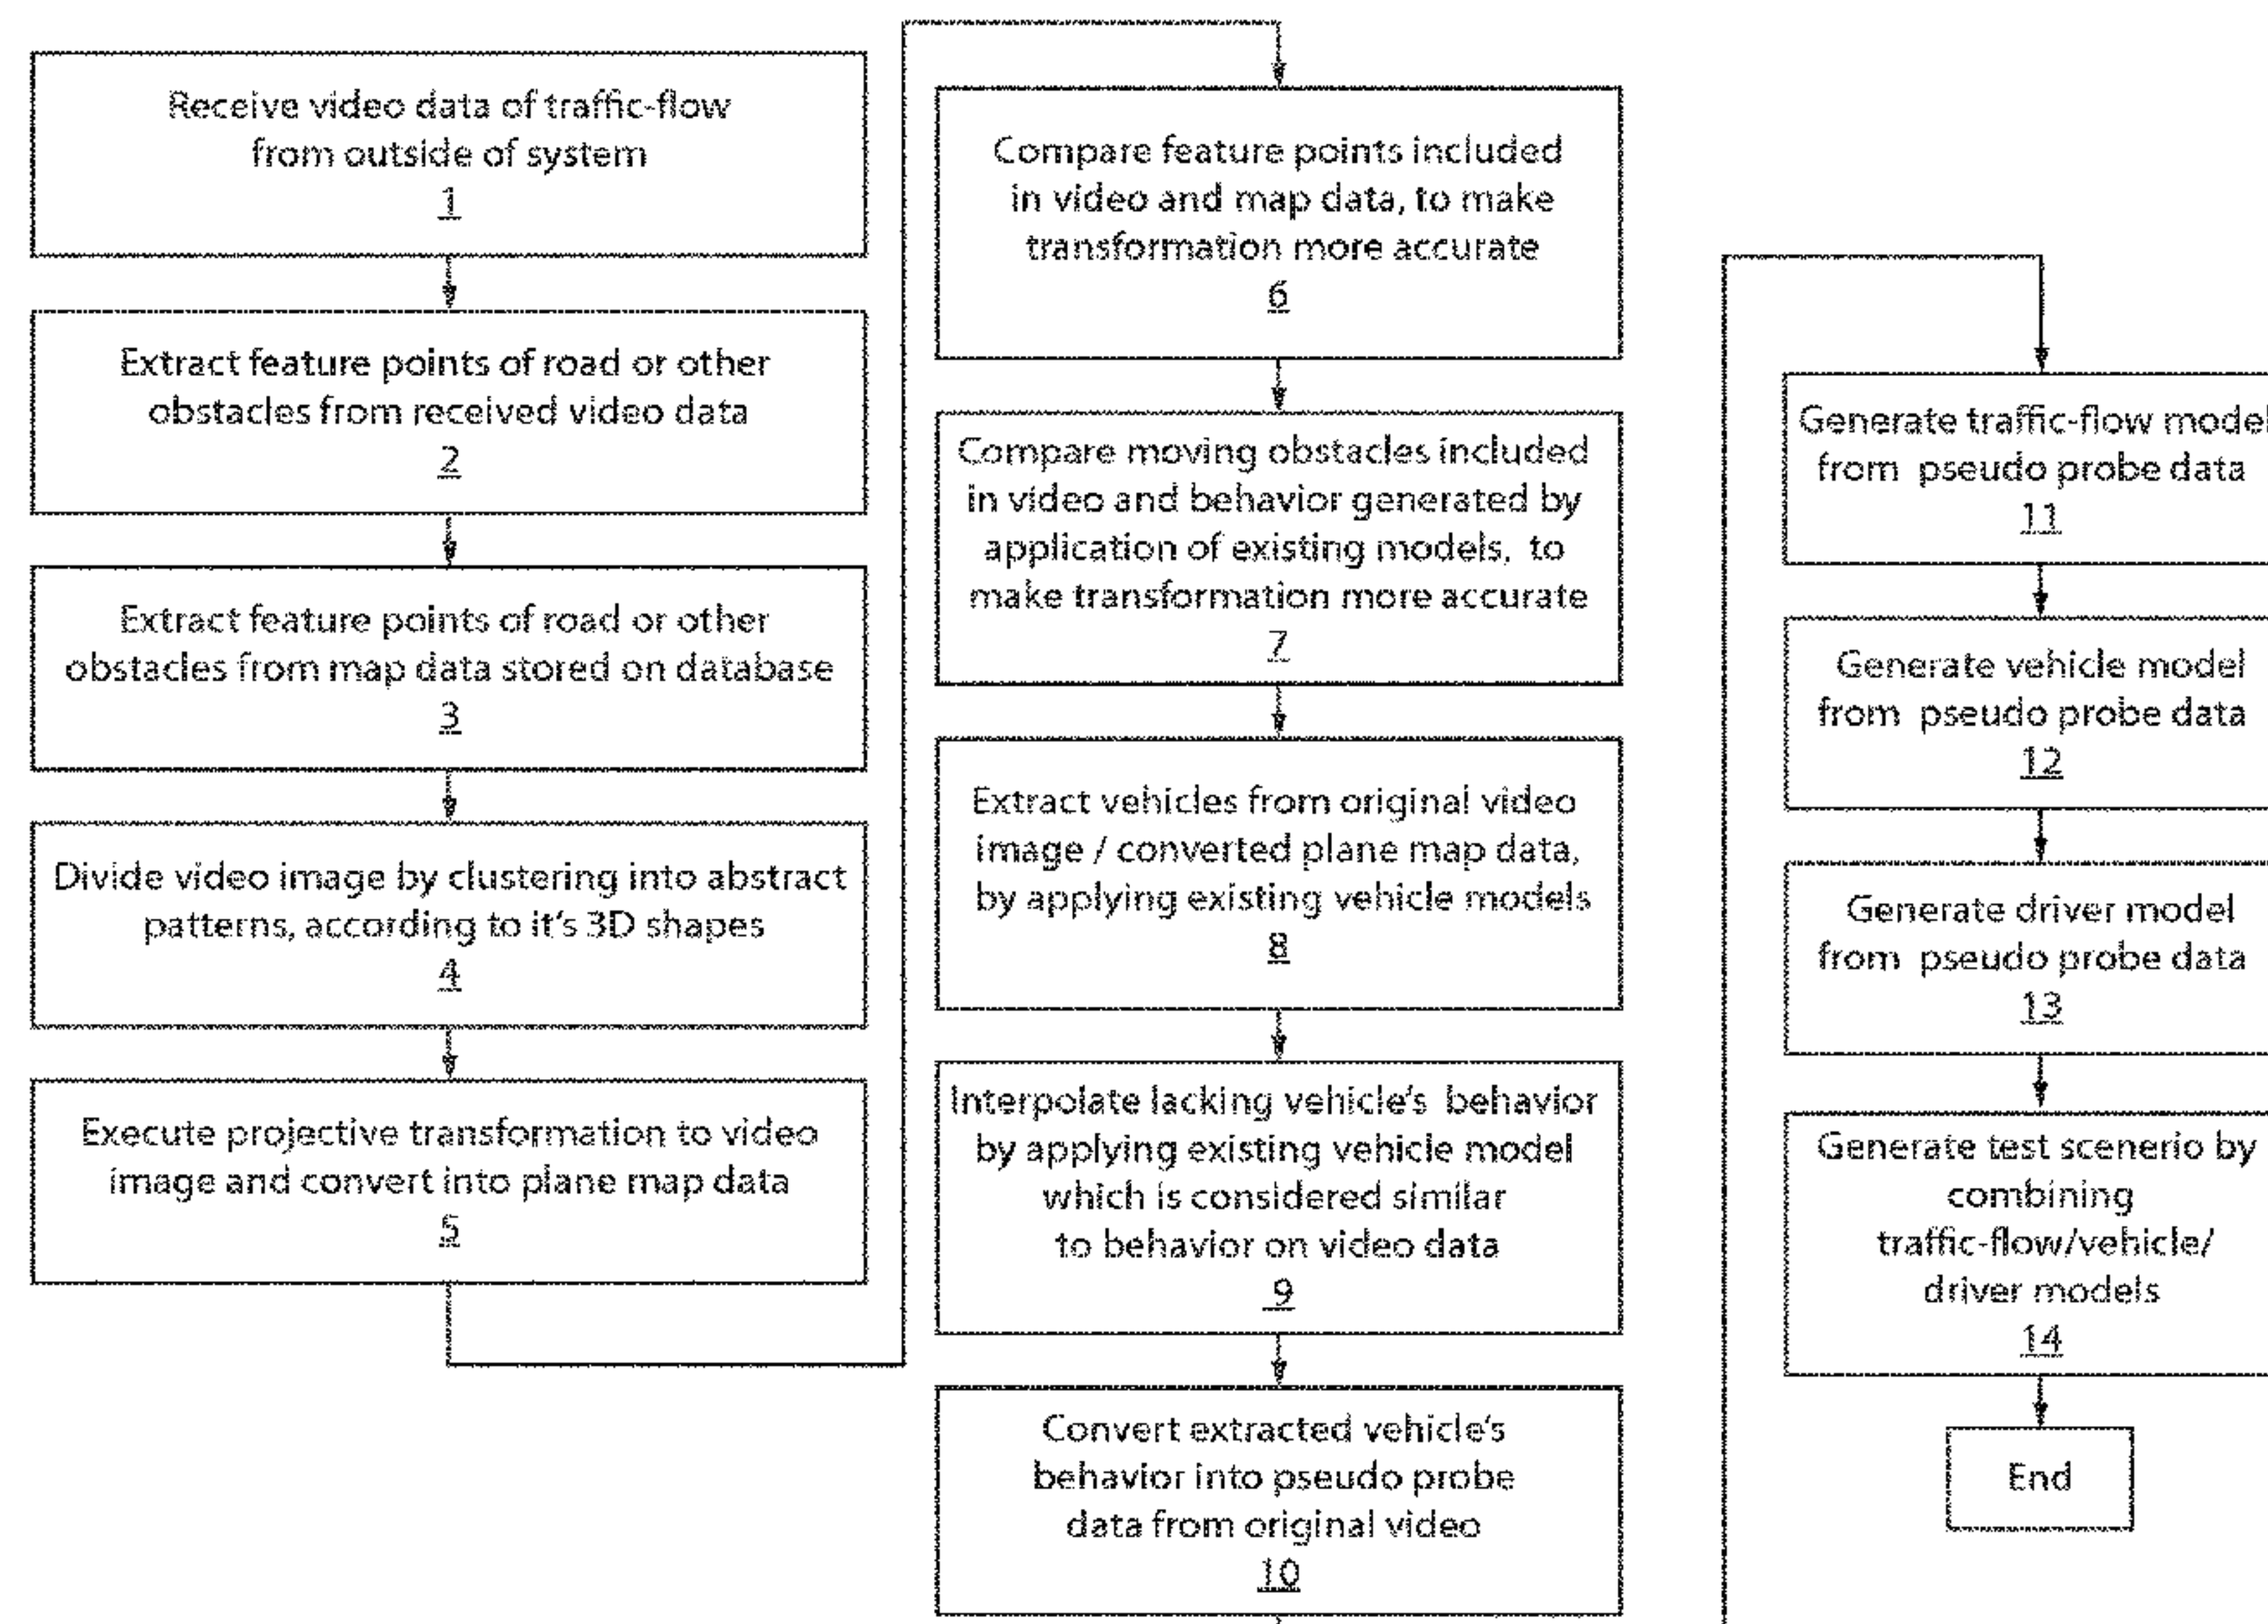 Receive video data of traffic-flow
from outside of system
1
Extract feature points of road or other
obstacles from received video data
2
Extract feature points of road or other
obstacles from map data stored on database
3
Divide video image by clustering into abstract
patterns, according to it's 3D shapes
4
Execute projective transformation to video
image and convert into plane map data
5
Compare feature points included
in video and map data, to make
transformation more accurate
6
Compare moving obstacles included
in video and behavior generated by
application of existing models, to
make transformation more accurate
7
Extract vehicles from original video
image / converted plane map data,
by applying existing vehicle models
8
Interpolate lacking vehicle's behavior
by applying existing vehicle model
which is considered similar
to behavior on video data
9
Convert extracted vehicle's
behavior into pseudo probe
data from original video
10
Generate traffic-flow model
from pseudo probe data
11
Generate vehicle model
from pseudo probe data
12
Generate driver model
from pseudo probe data
13
Generate test scenerio by
combining
traffic-flow/vehicle/
driver models
14
End